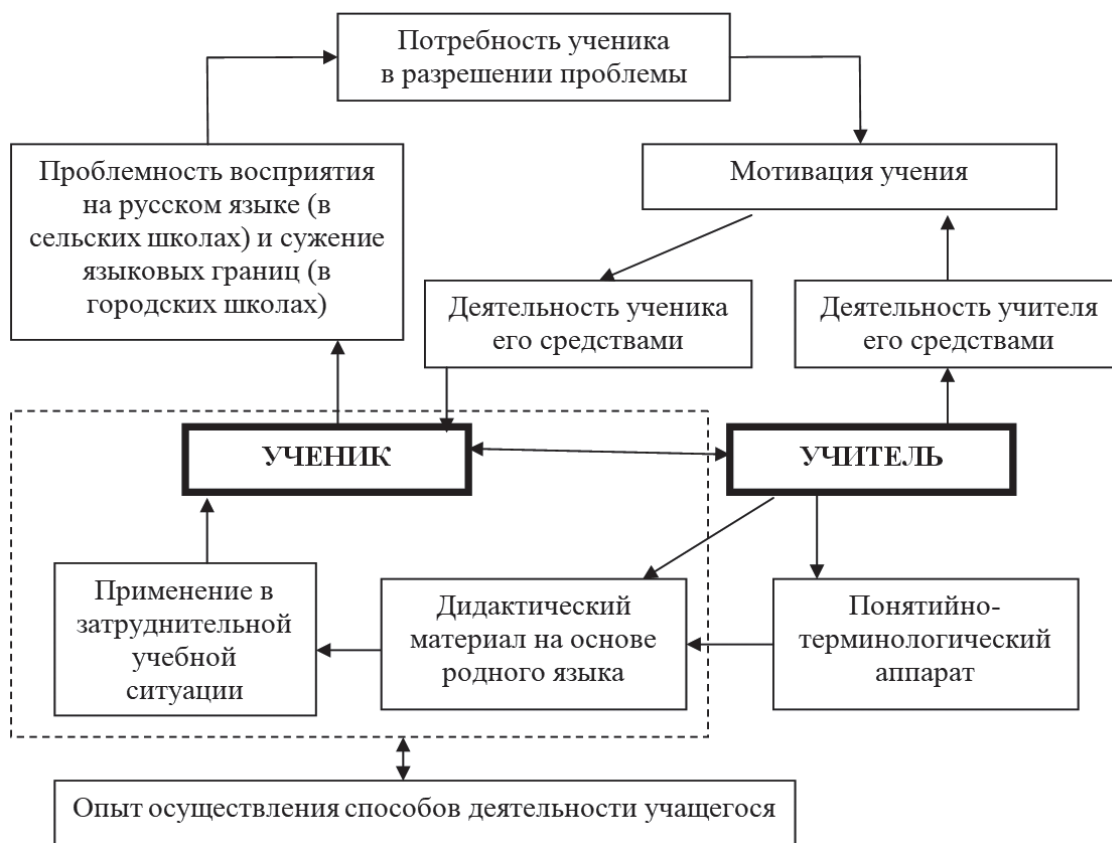 Потребность ученика
в разрешении проблемы
Проблемность восприятия
на русском языке (в
сельских школах) и сужение
языковых границ (в
городских школах)
Мотивация учения
Деятельность ученика
его средствами
Деятельность учителя
его средствами
УЧЕНИК
УЧИТЕЛЬ
Применение в
затруднительной
учебной
ситуации
Дидактический
материал на основе
родного языка
Понятийно-
терминологический
аппарат
Опыт осуществления способов деятельности учащегося